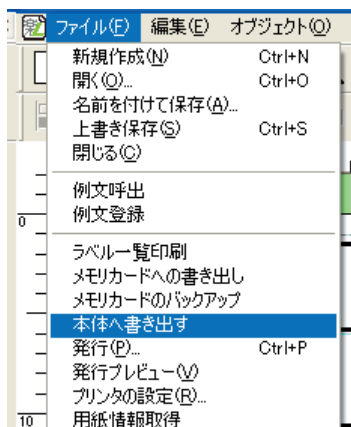 ファイル(F) 編集(E) オブジェクト(O)
新規作成(N) Ctrl+N
開く(O)... Ctrl+O
名前を付けて保存(A)...
上書き保存(S) Ctrl+S
閉じる(C)
例文呼出
例文登録
0
ラベル一覧印刷
メモリカードへの書き出し
メモリカードのバックアップ
本体へ書き出す
発行(P)... Ctrl+P
発行プレビュー(V)
プリンタの設定(R)...
10 用紙情報取得